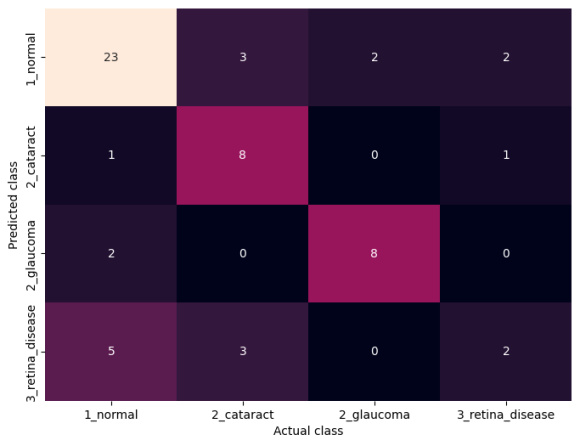 Predicted class
1_normal
23 3 2 2
2_cataract
1 8 0 1
2_glaucoma
2 0 8 0
3_retina_disease
5 3 0 2
1_normal 2_cataract 2_glaucoma 3_retina_disease
Actual class